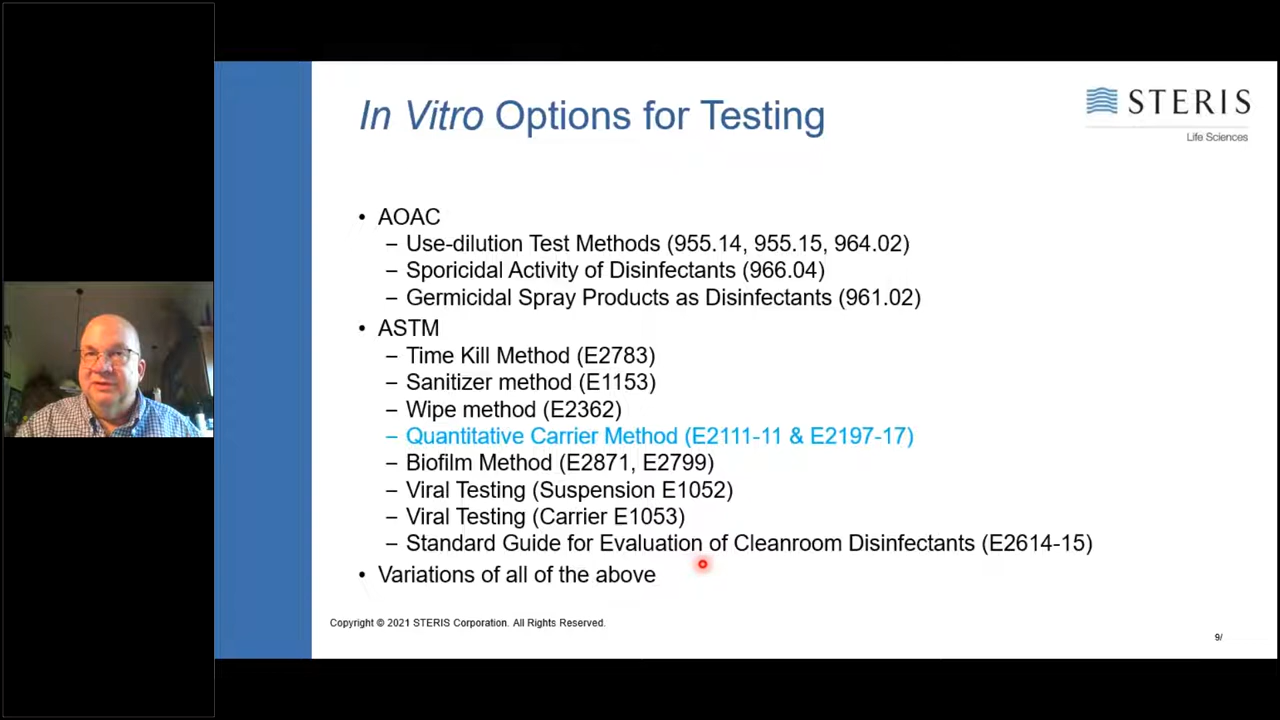 In Vitro Options for Testing
STERIS
Life Sciences
• AOAC
– Use-dilution Test Methods (955.14, 955.15, 964.02)
– Sporicidal Activity of Disinfectants (966.04)
– Germicidal Spray Products as Disinfectants (961.02)
• ASTM
– Time Kill Method (E2783)
– Sanitizer method (E1153)
– Wipe method (E2362)
– Quantitative Carrier Method (E2111-11 & E2197-17)
– Biofilm Method (E2871, E2799)
– Viral Testing (Suspension E1052)
– Viral Testing (Carrier E1053)
– Standard Guide for Evaluation of Cleanroom Disinfectants (E2614-15)
• Variations of all of the above
Copyright © 2021 STERIS Corporation. All Rights Reserved.
9/